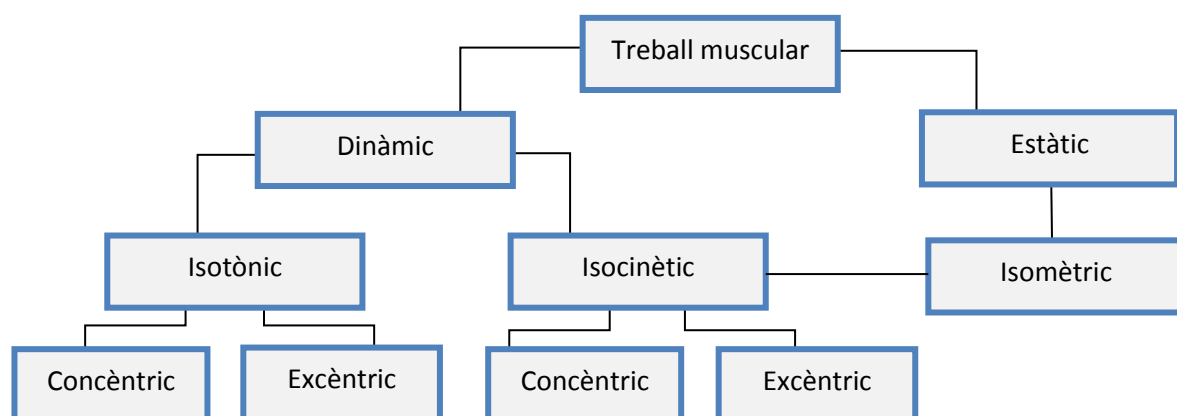 Treball muscular
Dinàmic
Estàtic
Isotònic
Isocinètic
Isomètric
Concèntric
Excèntric
Concèntric
Excèntric